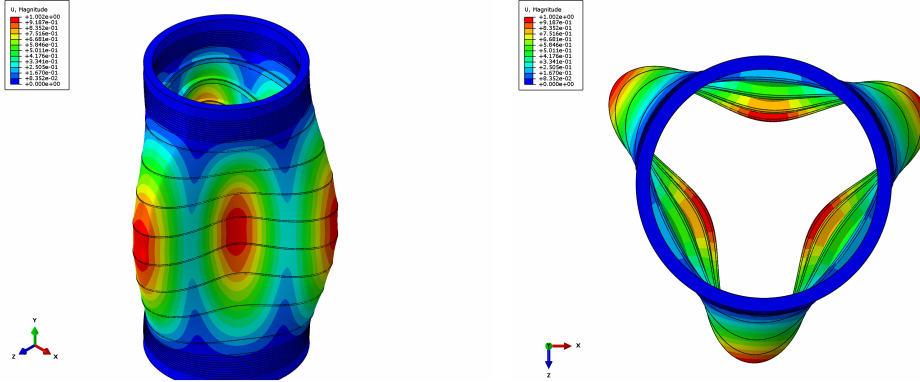 U, Magnitude
+1.002e+00
+9.187e-01
+8.352e-01
+7.516e-01
+6.681e-01
+5.846e-01
+5.011e-01
+4.176e-01
+3.341e-01
+2.505e-01
+1.670e-01
+8.352e-02
+0.000e+00
Y
Z
X
U, Magnitude
+1.002e+00
+9.187e-01
+8.352e-01
+7.516e-01
+6.681e-01
+5.846e-01
+5.011e-01
+4.176e-01
+3.341e-01
+2.505e-01
+1.670e-01
+8.352e-02
+0.000e+00
Y
X
Z